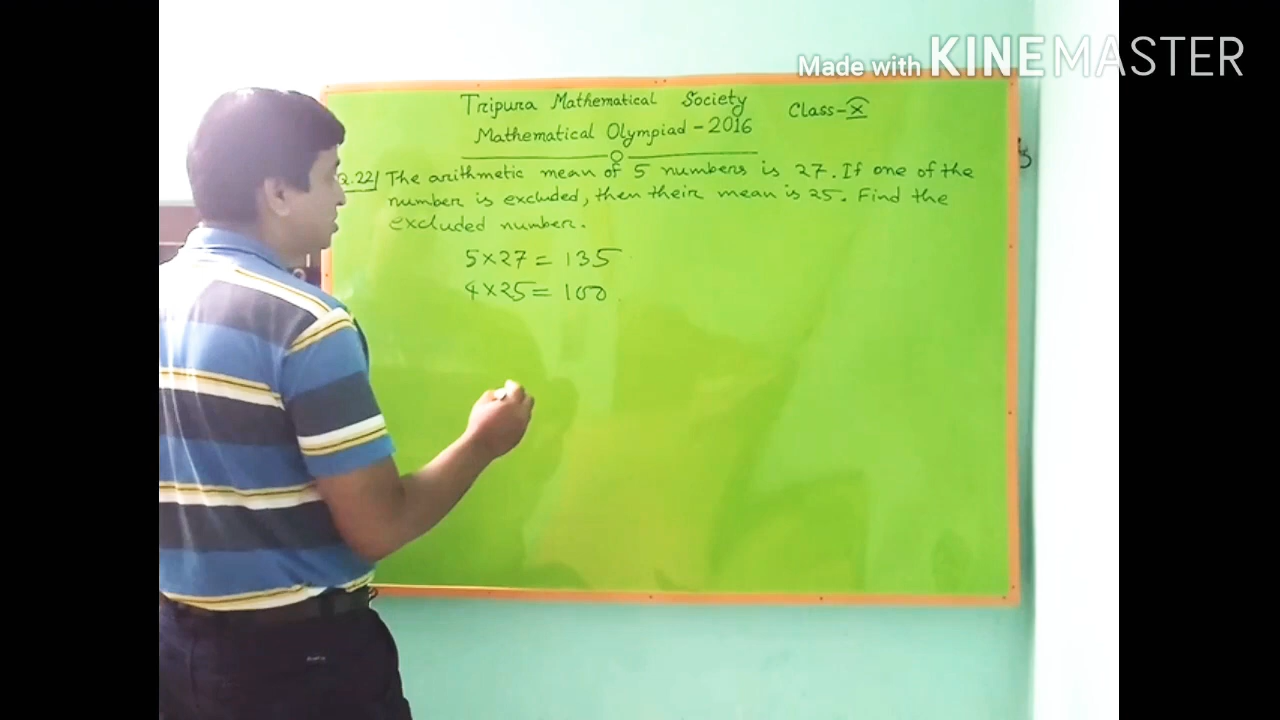 Made with KINEMASTER
Tripura Mathematical Society
Class-X
Mathematical Olympiad - 2016
Q.22/ The arithmetic mean of 5 numbers is 27. If one of the
number is excluded, then their mean is 25. Find the
excluded number.
5×27 = 135
4×25 = 100